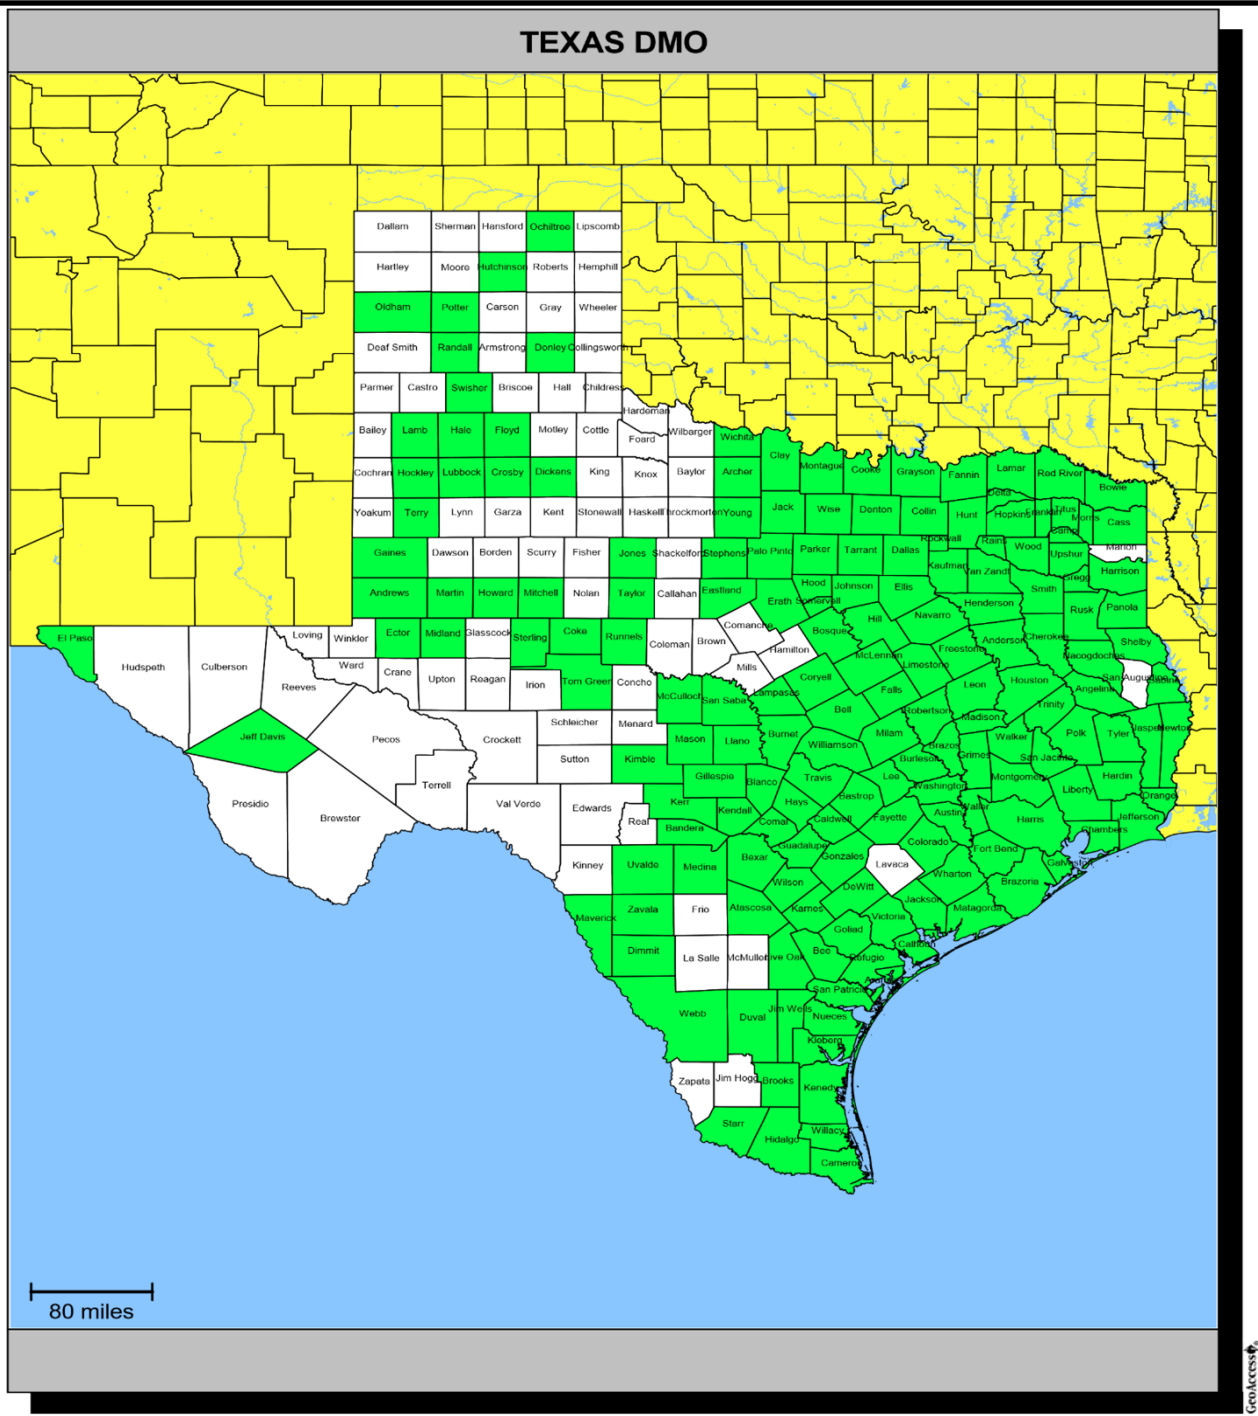 TEXAS DMO
Dallam Sherman Hansford Ochiltree Lipscomb
Hartley Moore Hutchinson Roberts Hemphill
Oldham Potter Carson Gray Wheeler
Deaf Smith Randall Armstrong Donley Collingsworth
Parmer Castro Swisher Briscoe Hall Childress
Hardeman
Bailey Lamb Hale Floyd Motley Cottle Foard Wilbarger Wichita
Clay Montague Cooke Grayson Fannin Lamar Red River Bowie
Cochran Hockley Lubbock Crosby Dickens King Knox Baylor Archer
Delta
Yoakum Terry Lynn Garza Kent Stonewall Haskell Throckmorton Young Jack Wise Denton Collin Hunt Hopkins Franklin Titus Morris Cass
Camp
Rockwall
Gaines Dawson Borden Scurry Fisher Jones Shackelford Stephens Palo Pinto Parker Tarrant Dallas Kaufman Rains Wood Upshur Marion
Van Zandt Gregg Harrison
Andrews Martin Howard Mitchell Nolan Taylor Callahan Eastland Erath Hood Somervell Johnson Ellis Henderson Smith Rusk Panola
El Paso Hudspeth Culberson Loving Winkler Ector Midland Glasscock Sterling Coke Runnels Coleman Brown Comanche Hamilton Bosque Hill Navarro Anderson Cherokee Shelby
Reeves Ward Crane Upton Reagan Irion Tom Green Concho McCulloch San Saba Mills Lampasas Coryell McLennan Limestone Freestone Nacogdoches San Augustine Sabine
Falls Leon Houston Angelina
Jeff Davis Pecos Crockett Schleicher Menard Mason Llano Burnet Bell Milam Robertson Madison Trinity
Walker Polk Tyler Jasper Newton
Sutton Kimble Williamson Brazos Grimes San Jacinto
Burleson
Presidio Brewster Terrell Val Verde Edwards Gillespie Blanco Travis Lee Washington Montgomery Liberty Hardin Orange
Real Kerr Kendall Hays Bastrop Austin Waller Harris Jefferson
Bandera Comal Caldwell Fayette Chambers
Kinney Uvalde Medina Bexar Guadalupe Gonzales Lavaca Colorado Fort Bend Galveston
Wilson DeWitt Wharton Brazoria
Maverick Zavala Frio Atascosa Karnes Victoria Jackson Matagorda
Goliad
Dimmit La Salle McMullen Live Oak Bee Refugio Calhoun
Aransas
San Patricio
Webb Duval Jim Wells Nueces
Kleberg
Zapata Jim Hogg Brooks Kenedy
Starr Hidalgo Willacy
Cameron
80 miles
GeoAccess